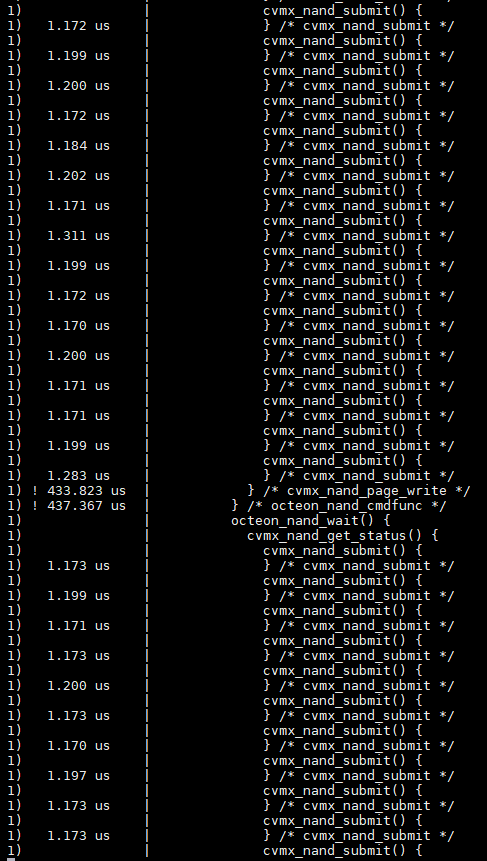 1)               |              cvmx_nand_submit() {
1)   1.172 us    |              } /* cvmx_nand_submit */
1)               |              cvmx_nand_submit() {
1)   1.199 us    |              } /* cvmx_nand_submit */
1)               |              cvmx_nand_submit() {
1)   1.200 us    |              } /* cvmx_nand_submit */
1)               |              cvmx_nand_submit() {
1)   1.172 us    |              } /* cvmx_nand_submit */
1)               |              cvmx_nand_submit() {
1)   1.184 us    |              } /* cvmx_nand_submit */
1)               |              cvmx_nand_submit() {
1)   1.202 us    |              } /* cvmx_nand_submit */
1)               |              cvmx_nand_submit() {
1)   1.171 us    |              } /* cvmx_nand_submit */
1)               |              cvmx_nand_submit() {
1)   1.311 us    |              } /* cvmx_nand_submit */
1)               |              cvmx_nand_submit() {
1)   1.199 us    |              } /* cvmx_nand_submit */
1)               |              cvmx_nand_submit() {
1)   1.172 us    |              } /* cvmx_nand_submit */
1)               |              cvmx_nand_submit() {
1)   1.170 us    |              } /* cvmx_nand_submit */
1)               |              cvmx_nand_submit() {
1)   1.200 us    |              } /* cvmx_nand_submit */
1)               |              cvmx_nand_submit() {
1)   1.171 us    |              } /* cvmx_nand_submit */
1)               |              cvmx_nand_submit() {
1)   1.171 us    |              } /* cvmx_nand_submit */
1)               |              cvmx_nand_submit() {
1)   1.199 us    |              } /* cvmx_nand_submit */
1)               |              cvmx_nand_submit() {
1)   1.283 us    |              } /* cvmx_nand_submit */
1) ! 433.823 us  |            } /* cvmx_nand_page_write */
1) ! 437.367 us  |          } /* octeon_nand_cmdfunc */
1)               |          octeon_nand_wait() {
1)               |            cvmx_nand_get_status() {
1)               |              cvmx_nand_submit() {
1)   1.173 us    |              } /* cvmx_nand_submit */
1)               |              cvmx_nand_submit() {
1)   1.199 us    |              } /* cvmx_nand_submit */
1)               |              cvmx_nand_submit() {
1)   1.171 us    |              } /* cvmx_nand_submit */
1)               |              cvmx_nand_submit() {
1)   1.173 us    |              } /* cvmx_nand_submit */
1)               |              cvmx_nand_submit() {
1)   1.200 us    |              } /* cvmx_nand_submit */
1)               |              cvmx_nand_submit() {
1)   1.173 us    |              } /* cvmx_nand_submit */
1)               |              cvmx_nand_submit() {
1)   1.170 us    |              } /* cvmx_nand_submit */
1)               |              cvmx_nand_submit() {
1)   1.197 us    |              } /* cvmx_nand_submit */
1)               |              cvmx_nand_submit() {
1)   1.173 us    |              } /* cvmx_nand_submit */
1)               |              cvmx_nand_submit() {
1)   1.173 us    |              } /* cvmx_nand_submit */
1)               |              cvmx_nand_submit() {